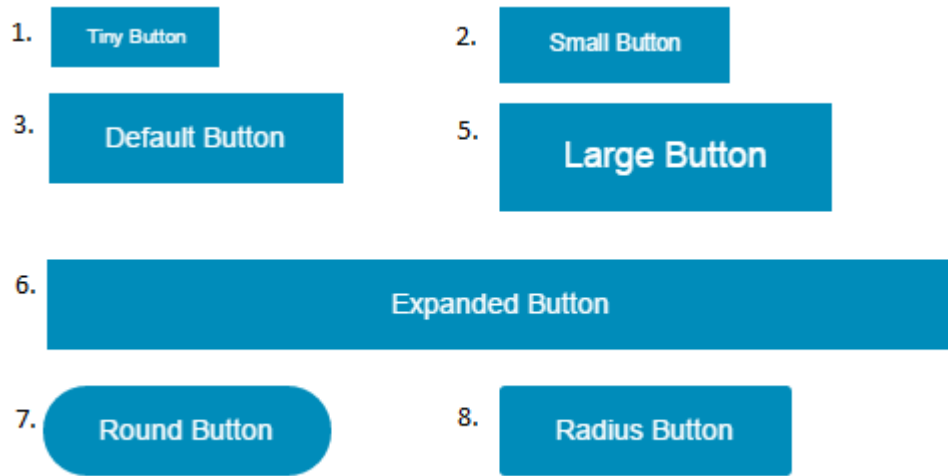 1. Tiny Button
2. Small Button
3. Default Button
5. Large Button
6. Expanded Button
7. Round Button
8. Radius Button